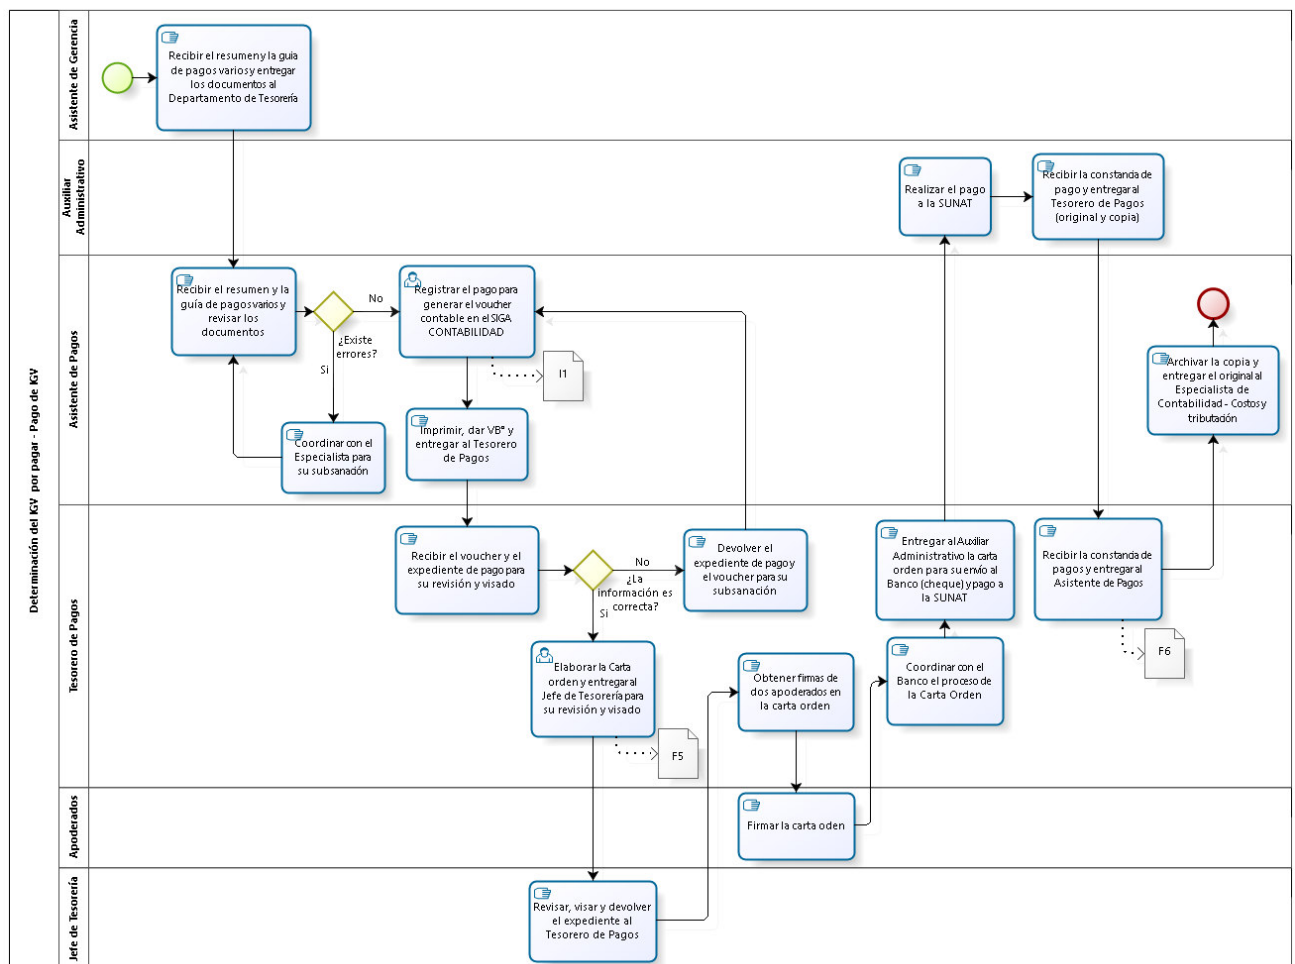 Determinación del IGV por pagar - Pago de IGV
Asistente de Gerencia
Recibir el resumen y la guia
de pagos varios y entregar
los documentos al
Departamento de Tesorería
Auxiliar
Administrativo
Realizar el pago
a la SUNAT
Recibir la constancia de
pago y entregar al
Tesorero de Pagos
(original y copia)
Asistente de Pagos
Recibir el resumen y la
guía de pagos varios y
revisar los
documentos
No
¿Existe
errores?
Si
Coordinar con el
Especialista para
su subsanación
Registrar el pago para
generar el voucher
contable en el SIGA
CONTABILIDAD
I1
Imprimir, dar VB° y
entregar al Tesorero
de Pagos
Archivar la copia y
entregar el original al
Especialista de
Contabilidad - Costos y
tributación
Tesorero de Pagos
Recibir el voucher y el
expediente de pago para
su revisión y visado
No
¿La
información es
correcta?
Si
Devolver el
expediente de pago y
el voucher para su
subsanación
Elaborar la Carta
orden y entregar al
Jefe de Tesorería para
su revisión y visado
F5
Obtener firmas de
dos apoderados en
la carta orden
Entregar al Auxiliar
Administrativo la carta
orden para su envío al
Banco (cheque) y pago a
la SUNAT
Coordinar con el
Banco el proceso de
la Carta Orden
Recibir la constancia de
pagos y entregar al
Asistente de Pagos
F6
Apoderados
Firmar la carta oden
Jefe de Tesorería
Revisar, visar y devolver
el expediente al
Tesorero de Pagos